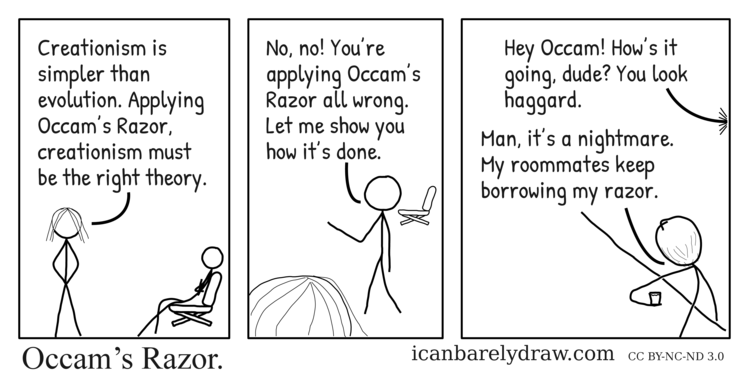 Creationism is
simpler than
evolution. Applying
Occam's Razor,
creationism must
be the right theory.
No, no! You're
applying Occam's
Razor all wrong.
Let me show you
how it's done.
Hey Occam! How's it
going, dude? You look
haggard.
Man, it's a nightmare.
My roommates keep
borrowing my razor.
Occam's Razor.
icanbarelydraw.com CC BY-NC-ND 3.0